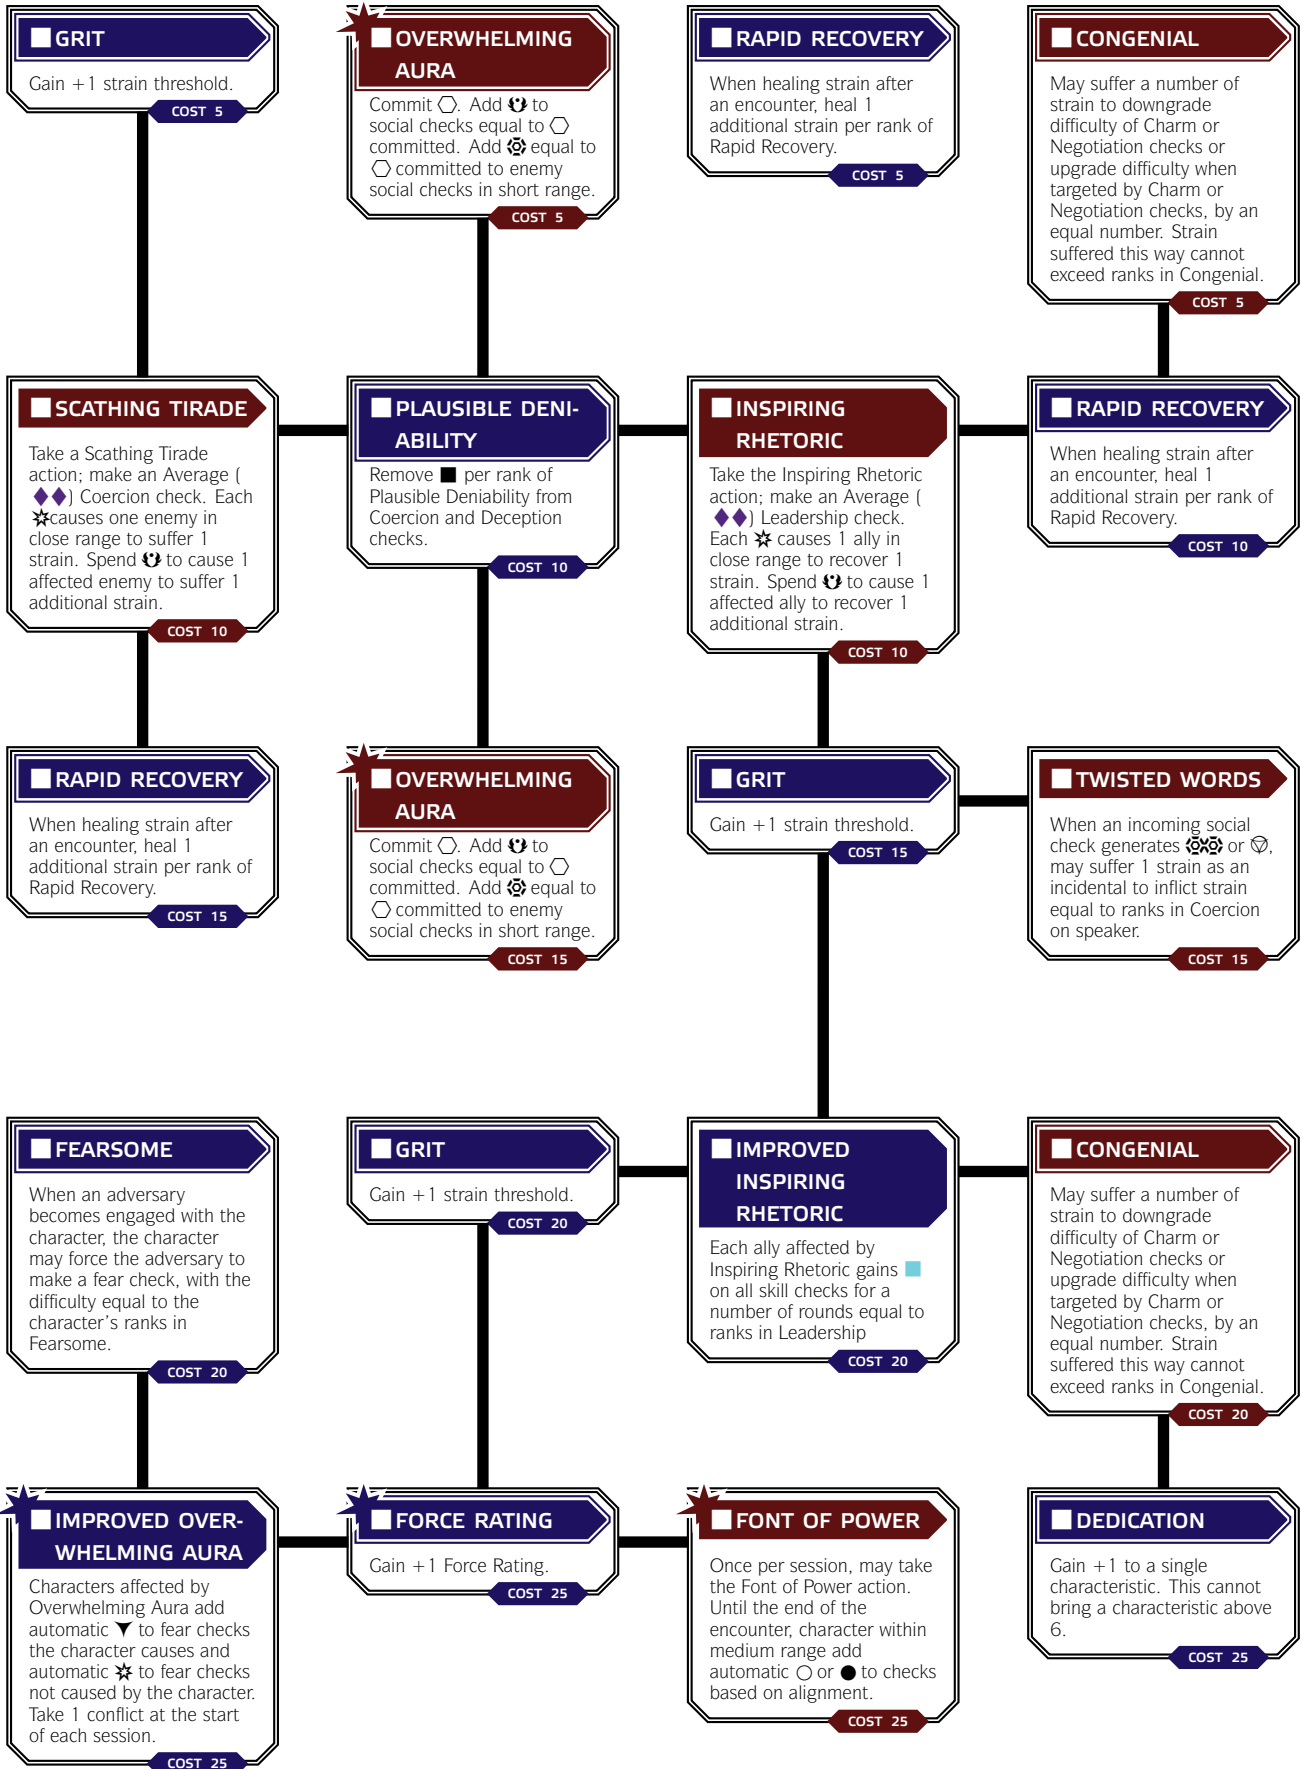 GRIT
Gain +1 strain threshold.
COST 5
OVERWHELMING
AURA
Commit ⬡. Add to
social checks equal to ⬡
committed. Add equal to
⬡ committed to enemy
social checks in short range.
COST 5
RAPID RECOVERY
When healing strain after
an encounter, heal 1
additional strain per rank of
Rapid Recovery.
COST 5
CONGENIAL
May suffer a number of
strain to downgrade
difficulty of Charm or
Negotiation checks or
upgrade difficulty when
targeted by Charm or
Negotiation checks, by an
equal number. Strain
suffered this way cannot
exceed ranks in Congenial.
COST 5
SCATHING TIRADE
Take a Scathing Tirade
action; make an Average (
◆◆) Coercion check. Each
causes one enemy in
close range to suffer 1
strain. Spend to cause 1
affected enemy to suffer 1
additional strain.
COST 10
PLAUSIBLE DENI-
ABILITY
Remove ■ per rank of
Plausible Deniability from
Coercion and Deception
checks.
COST 10
INSPIRING
RHETORIC
Take the Inspiring Rhetoric
action; make an Average (
◆◆) Leadership check.
Each causes 1 ally in
close range to recover 1
strain. Spend to cause 1
affected ally to recover 1
additional strain.
COST 10
RAPID RECOVERY
When healing strain after
an encounter, heal 1
additional strain per rank of
Rapid Recovery.
COST 10
RAPID RECOVERY
When healing strain after
an encounter, heal 1
additional strain per rank of
Rapid Recovery.
COST 15
OVERWHELMING
AURA
Commit ⬡. Add to
social checks equal to ⬡
committed. Add equal to
⬡ committed to enemy
social checks in short range.
COST 15
GRIT
Gain +1 strain threshold.
COST 15
TWISTED WORDS
When an incoming social
check generates or ,
may suffer 1 strain as an
incidental to inflict strain
equal to ranks in Coercion
on speaker.
COST 15
FEARSOME
When an adversary
becomes engaged with the
character, the character
may force the adversary to
make a fear check, with the
difficulty equal to the
character's ranks in
Fearsome.
COST 20
GRIT
Gain +1 strain threshold.
COST 20
IMPROVED
INSPIRING
RHETORIC
Each ally affected by
Inspiring Rhetoric gains ■
on all skill checks for a
number of rounds equal to
ranks in Leadership
COST 20
CONGENIAL
May suffer a number of
strain to downgrade
difficulty of Charm or
Negotiation checks or
upgrade difficulty when
targeted by Charm or
Negotiation checks, by an
equal number. Strain
suffered this way cannot
exceed ranks in Congenial.
COST 20
IMPROVED OVER-
WHELMING AURA
Characters affected by
Overwhelming Aura add
automatic to fear checks
the character causes and
automatic to fear checks
not caused by the character.
Take 1 conflict at the start
of each session.
COST 25
FORCE RATING
Gain +1 Force Rating.
COST 25
FONT OF POWER
Once per session, may take
the Font of Power action.
Until the end of the
encounter, character within
medium range add
automatic ○ or ● to checks
based on alignment.
COST 25
DEDICATION
Gain +1 to a single
characteristic. This cannot
bring a characteristic above
6.
COST 25